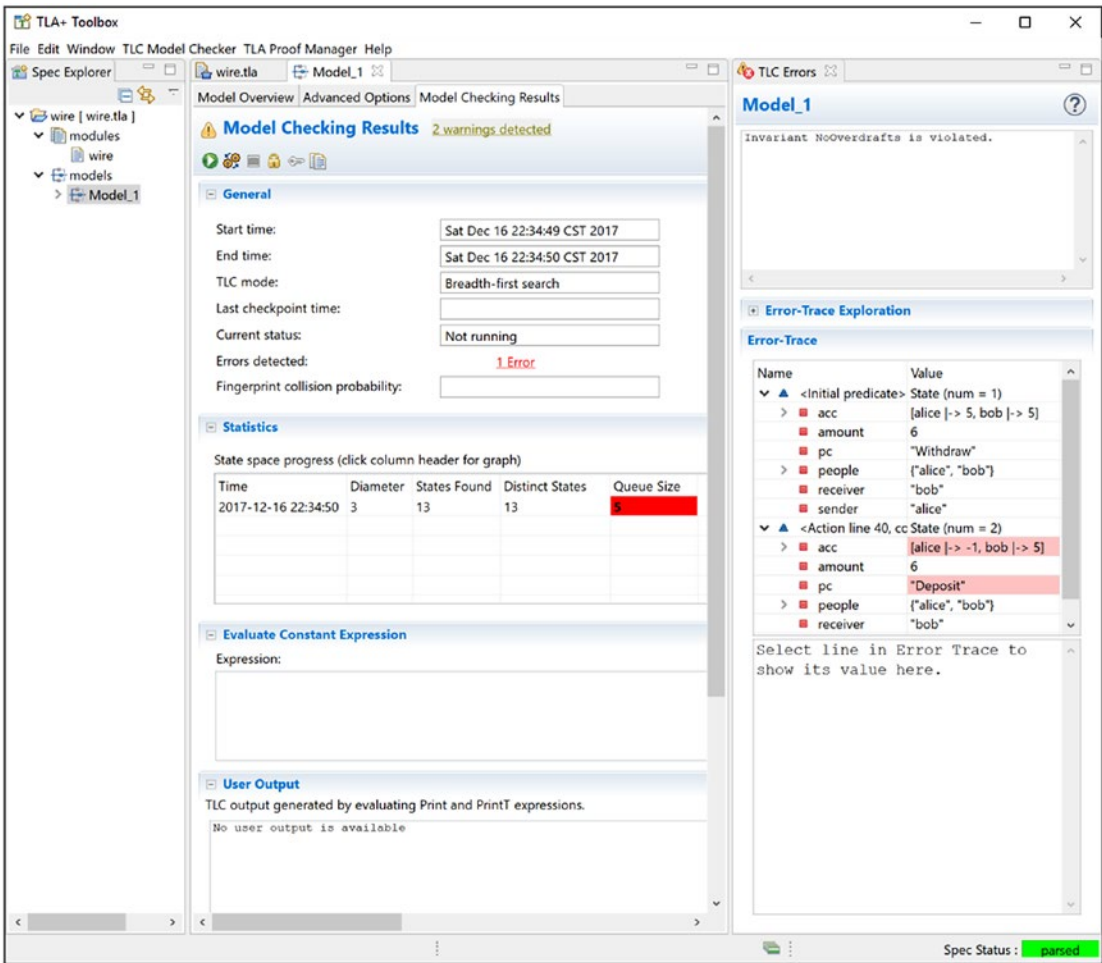 TLA+ Toolbox
File Edit Window TLC Model Checker TLA Proof Manager Help
Spec Explorer
wire [ wire.tla ]
modules
wire
models
Model_1
wire.tla
Model_1
Model Overview
Advanced Options
Model Checking Results
Model Checking Results
2 warnings detected
General
Start time:
Sat Dec 16 22:34:49 CST 2017
End time:
Sat Dec 16 22:34:50 CST 2017
TLC mode:
Breadth-first search
Last checkpoint time:
Current status:
Not running
Errors detected:
1 Error
Fingerprint collision probability:
Statistics
State space progress (click column header for graph)
Time Diameter States Found Distinct States Queue Size
2017-12-16 22:34:50 3 13 13 5
Evaluate Constant Expression
Expression:
User Output
TLC output generated by evaluating Print and PrintT expressions.
No user output is available
TLC Errors
Model_1
?
Invariant NoOverdrafts is violated.
Error-Trace Exploration
Error-Trace
Name Value
<Initial predicate> State (num = 1)
acc [alice |-> 5, bob |-> 5]
amount 6
pc "Withdraw"
people {"alice", "bob"}
receiver "bob"
sender "alice"
<Action line 40, cc State (num = 2)
acc [alice |-> -1, bob |-> 5]
amount 6
pc "Deposit"
people {"alice", "bob"}
receiver "bob"
Select line in Error Trace to
show its value here.
Spec Status : parsed